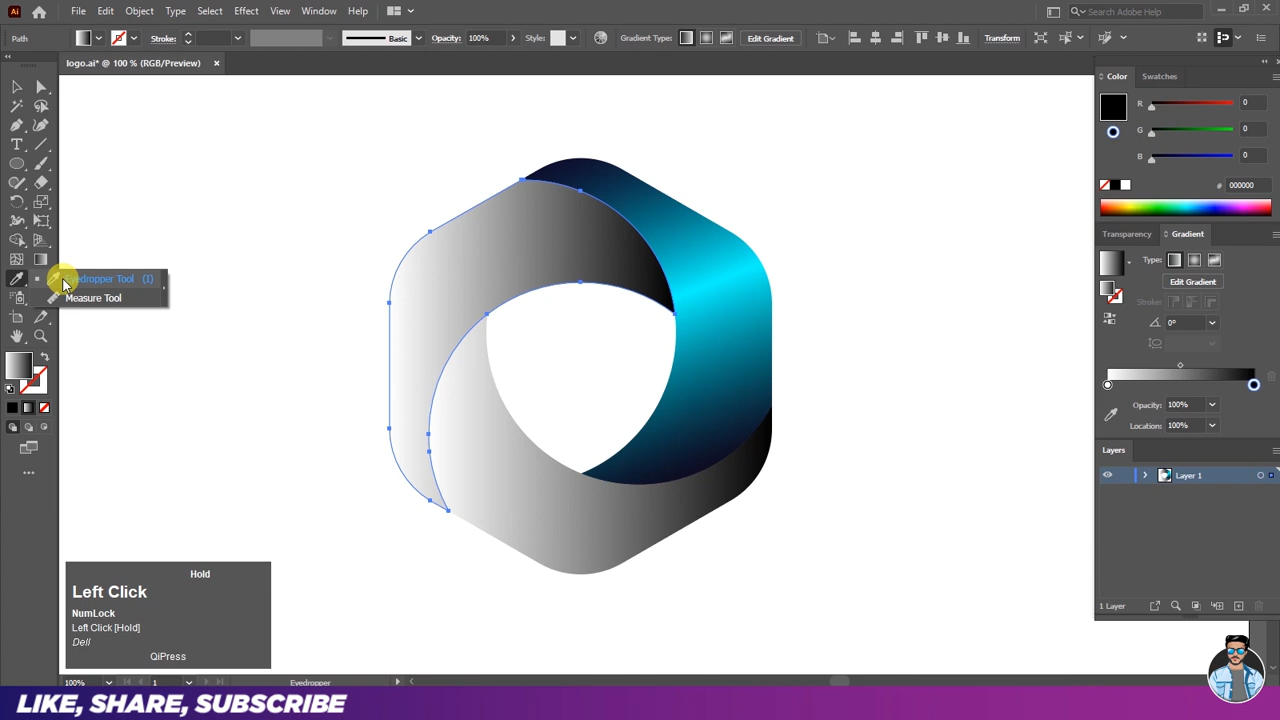 Ai File Edit Object Type Select Effect View Window Help Search Adobe Help
Path Stroke: Basic Opacity: 100% Style: Gradient Type: Edit Gradient Transform
logo.ai* @ 100 % (RGB/Preview) ×
Color Swatches
R 0
G 0
B 0
# 000000
Transparency Gradient
Type:
Edit Gradient
Stroke:
0°
Opacity: 100%
Location: 100%
Layers
Layer 1
1 Layer
Eyedropper Tool (I)
Measure Tool
Hold
Left Click
NumLock
Left Click [Hold]
Dell
QiPress
100% 1 Eyedropper
LIKE, SHARE, SUBSCRIBE